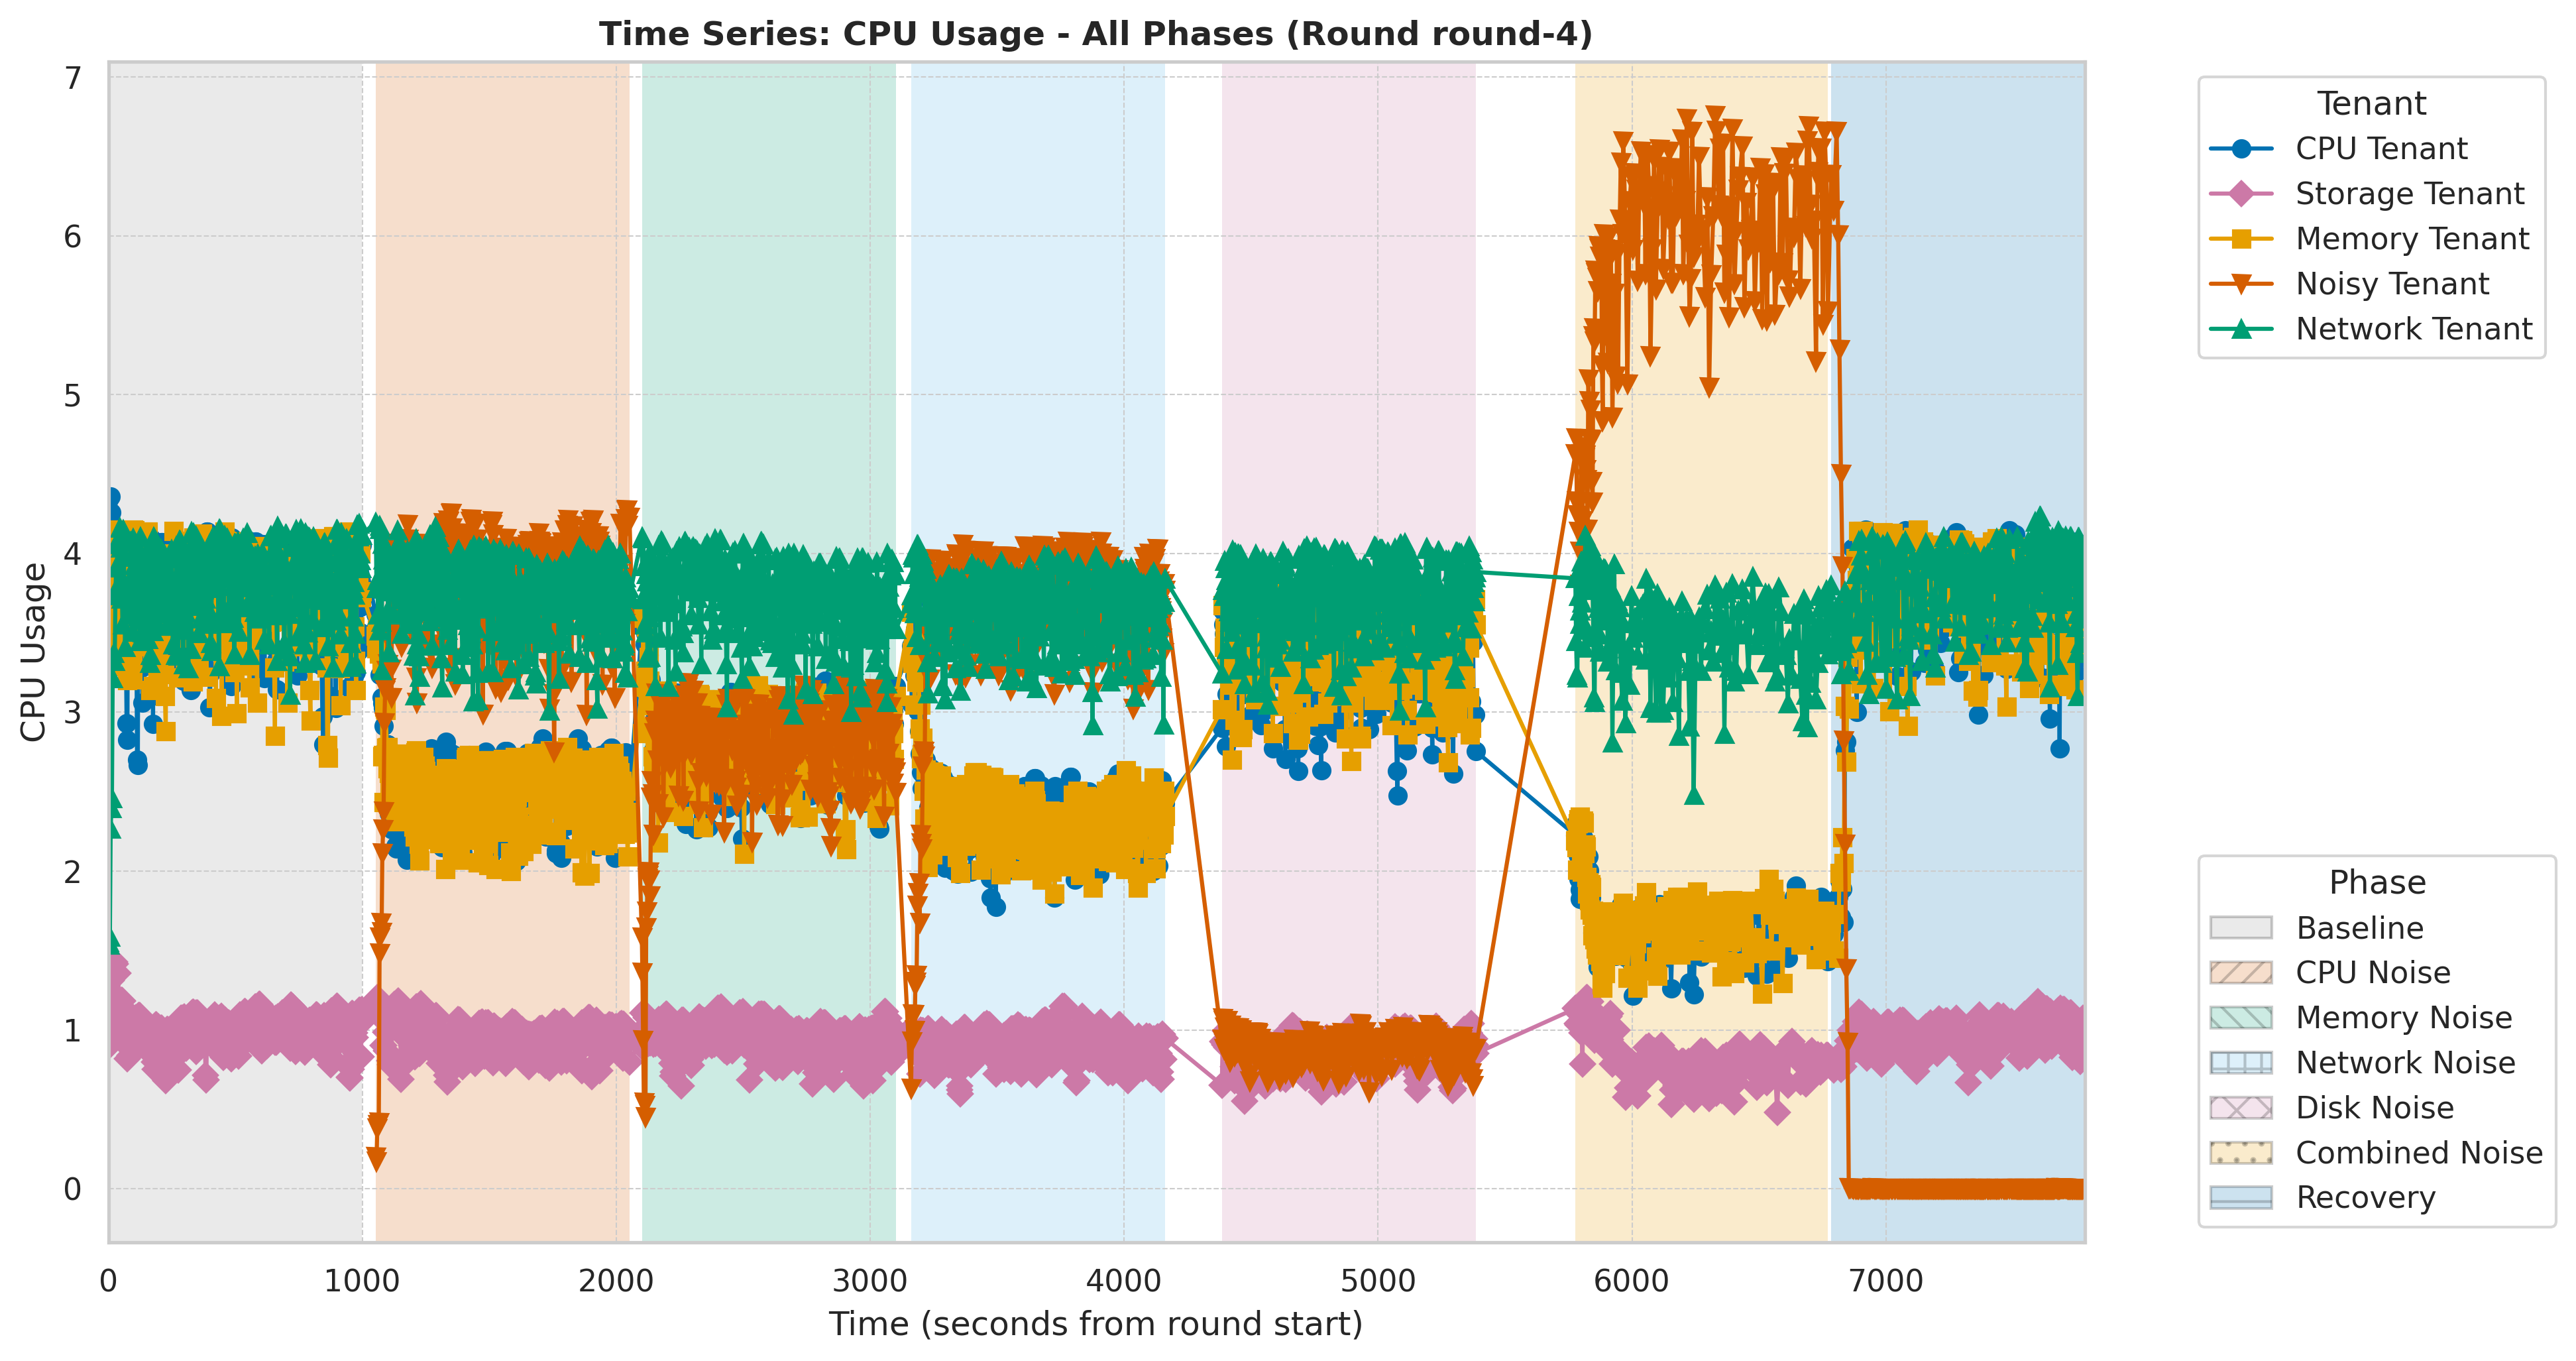 Time Series: CPU Usage - All Phases (Round round-4)
CPU Usage
7
6
5
4
3
2
1
0
0 1000 2000 3000 4000 5000 6000 7000
Time (seconds from round start)
Tenant
CPU Tenant
Storage Tenant
Memory Tenant
Noisy Tenant
Network Tenant
Phase
Baseline
CPU Noise
Memory Noise
Network Noise
Disk Noise
Combined Noise
Recovery